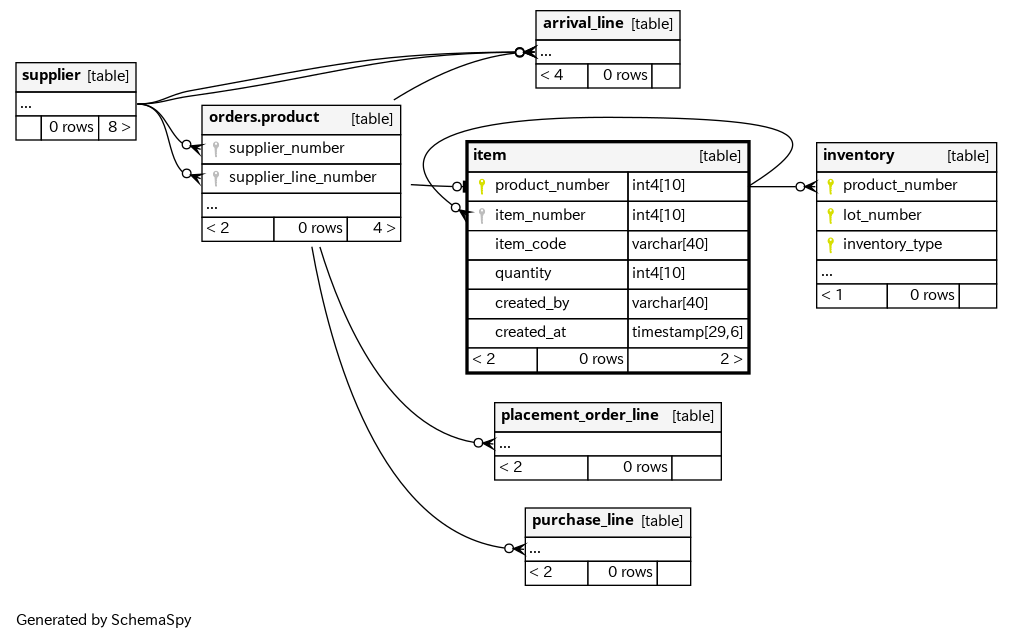 arrival_line [table]
...
< 4 0 rows
supplier [table]
...
0 rows 8 >
orders.product [table]
supplier_number
supplier_line_number
...
< 2 0 rows 4 >
item [table]
product_number int4[10]
item_number int4[10]
item_code varchar[40]
quantity int4[10]
created_by varchar[40]
created_at timestamp[29,6]
< 2 0 rows 2 >
inventory [table]
product_number
lot_number
inventory_type
...
< 1 0 rows
placement_order_line [table]
...
< 2 0 rows
purchase_line [table]
...
< 2 0 rows
Generated by SchemaSpy